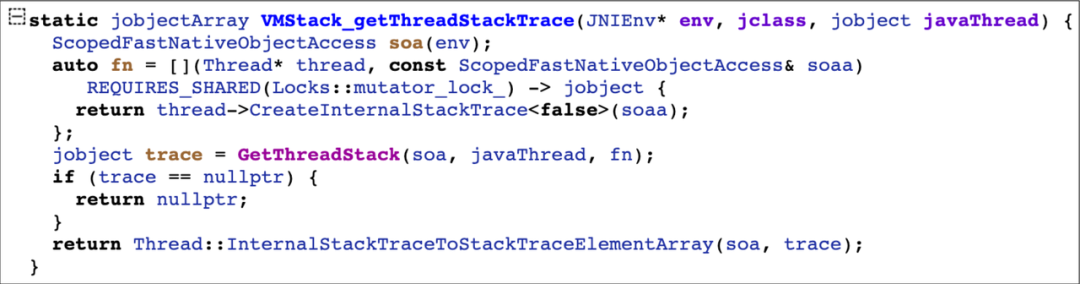 static jobjectArray VMStack_getThreadStackTrace(JNIEnv* env, jclass, jobject javaThread) {
  ScopedFastNativeObjectAccess soa(env);
  auto fn = [](Thread* thread, const ScopedFastNativeObjectAccess& soaa)
     REQUIRES_SHARED(Locks::mutator_lock_) -> jobject {
    return thread->CreateInternalStackTrace<false>(soaa);
  };
  jobject trace = GetThreadStack(soa, javaThread, fn);
  if (trace == nullptr) {
    return nullptr;
  }
  return Thread::InternalStackTraceToStackTraceElementArray(soa, trace);
}